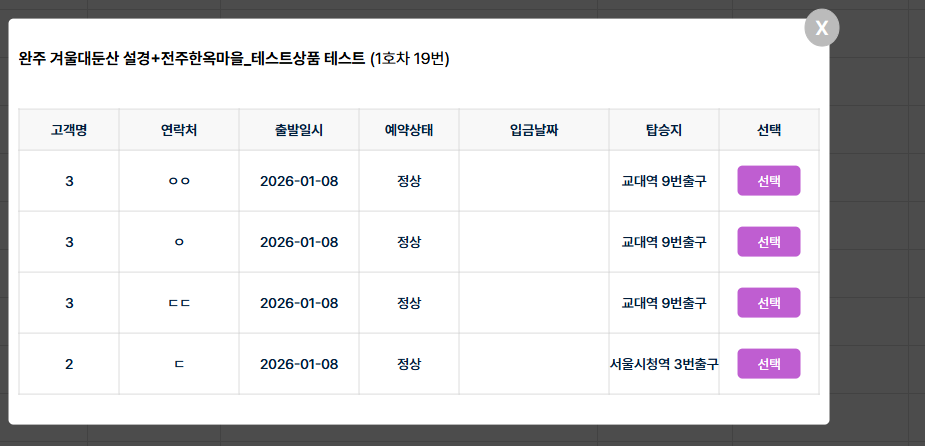 X
완주 겨울대둔산 설경+전주한옥마을_테스트상품 테스트 (1호차 19번)
고객명 연락처 출발일시 예약상태 입금날짜 탑승지 선택
3 ㅇㅇ 2026-01-08 정상 교대역 9번출구 선택
3 ㅇ 2026-01-08 정상 교대역 9번출구 선택
3 ㄷㄷ 2026-01-08 정상 교대역 9번출구 선택
2 ㄷ 2026-01-08 정상 서울시청역 3번출구 선택